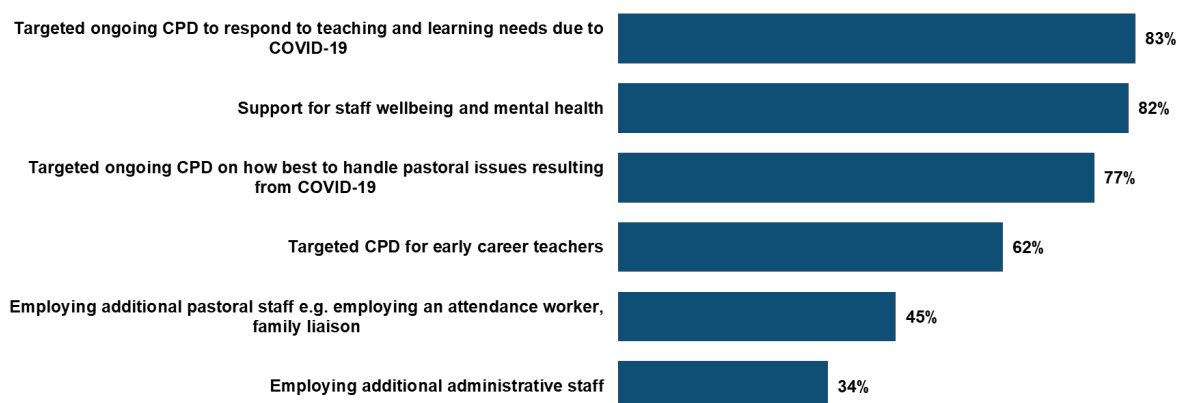 Targeted ongoing CPD to respond to teaching and learning needs due to
COVID-19
83%
Support for staff wellbeing and mental health
82%
Targeted ongoing CPD on how best to handle pastoral issues resulting
from COVID-19
77%
Targeted CPD for early career teachers
62%
Employing additional pastoral staff e.g. employing an attendance worker,
family liaison
45%
Employing additional administrative staff
34%